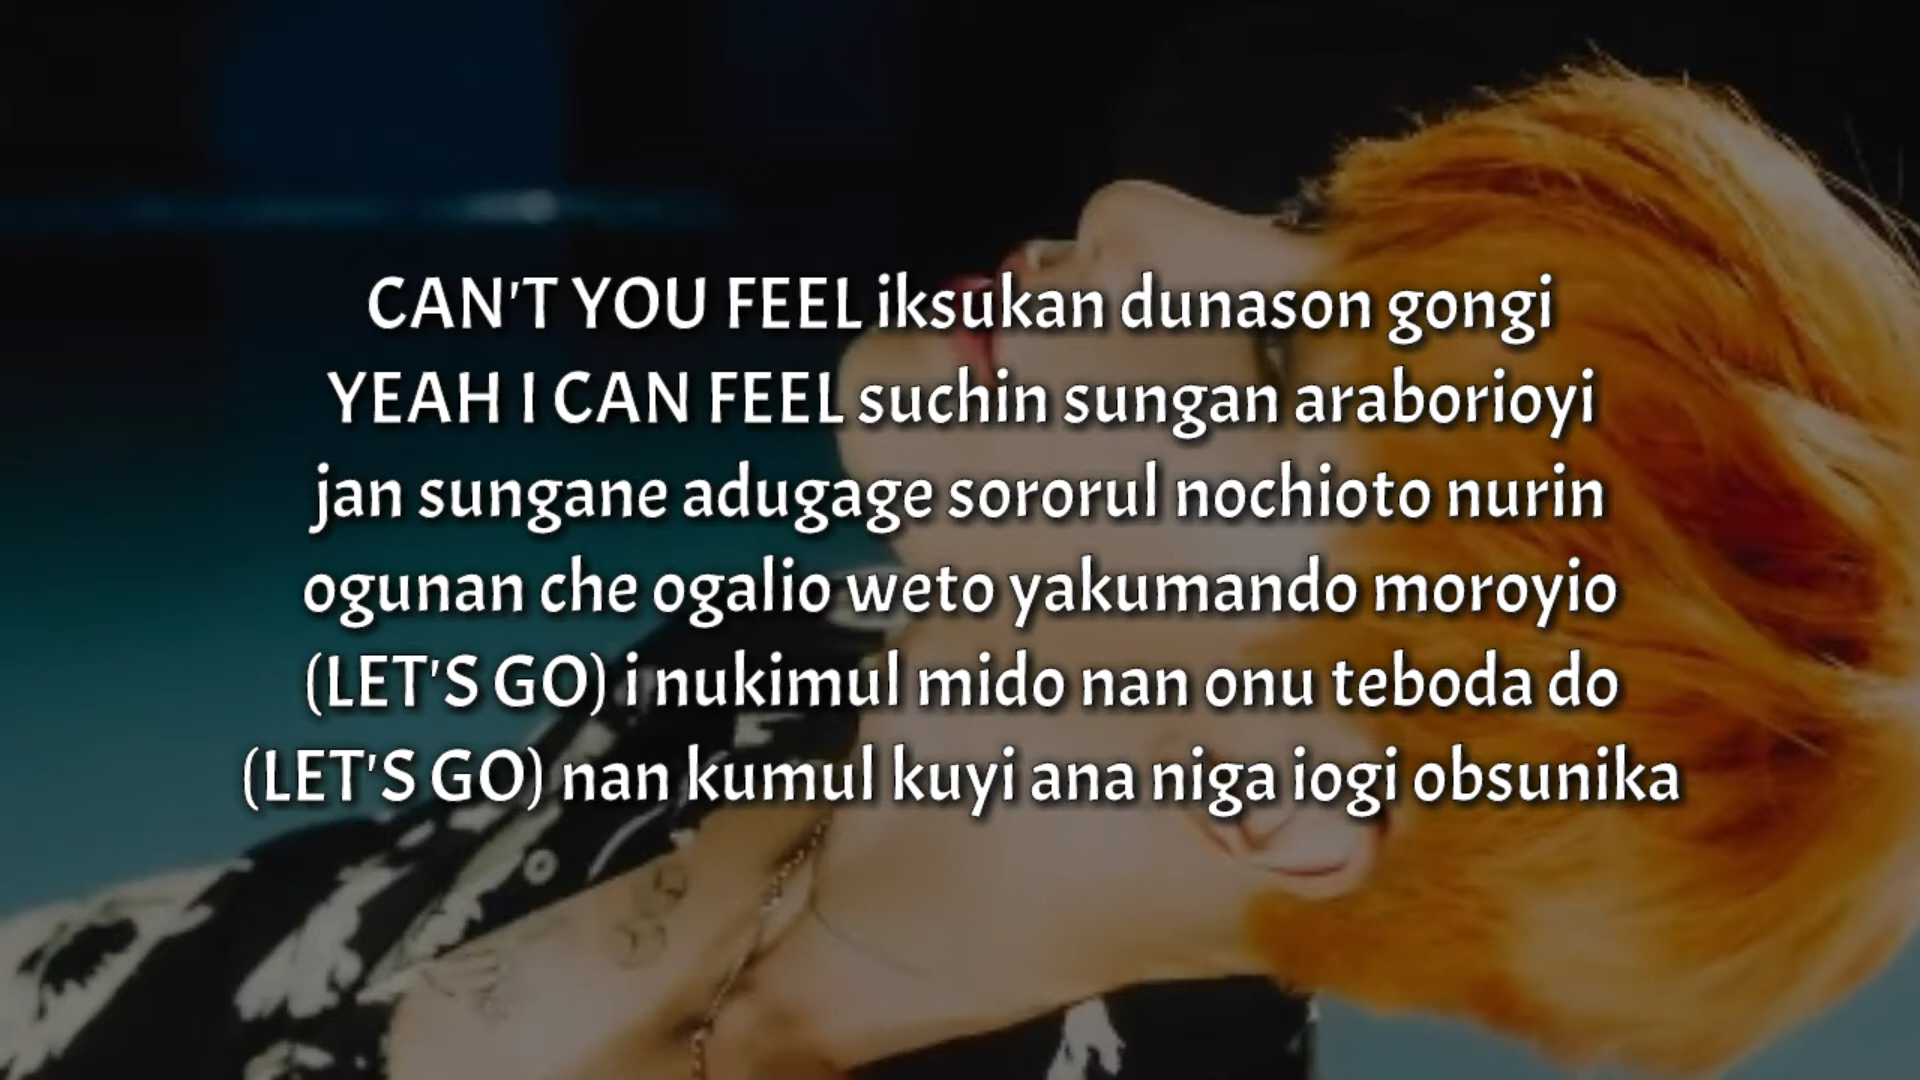 CAN'T YOU FEEL iksukan dunason gongi
YEAH I CAN FEEL suchin sungan araborioyi
jan sungane adugage sororul nochioto nurin
ogunan che ogalio weto yakumando moroyio
(LET'S GO) i nukimul mido nan onu teboda do
(LET'S GO) nan kumul kuyi ana niga iogi obsunika